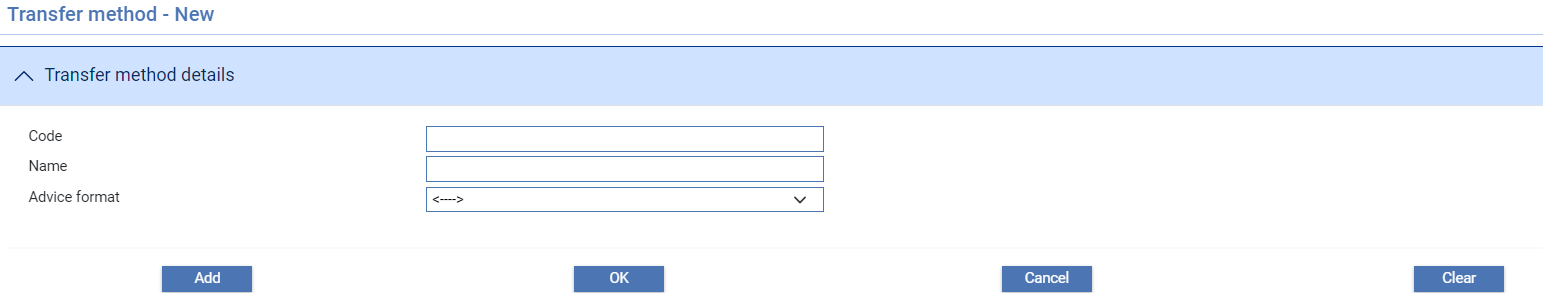 Transfer method - New
Transfer method details
Code
Name
Advice format <---->
Add OK Cancel Clear